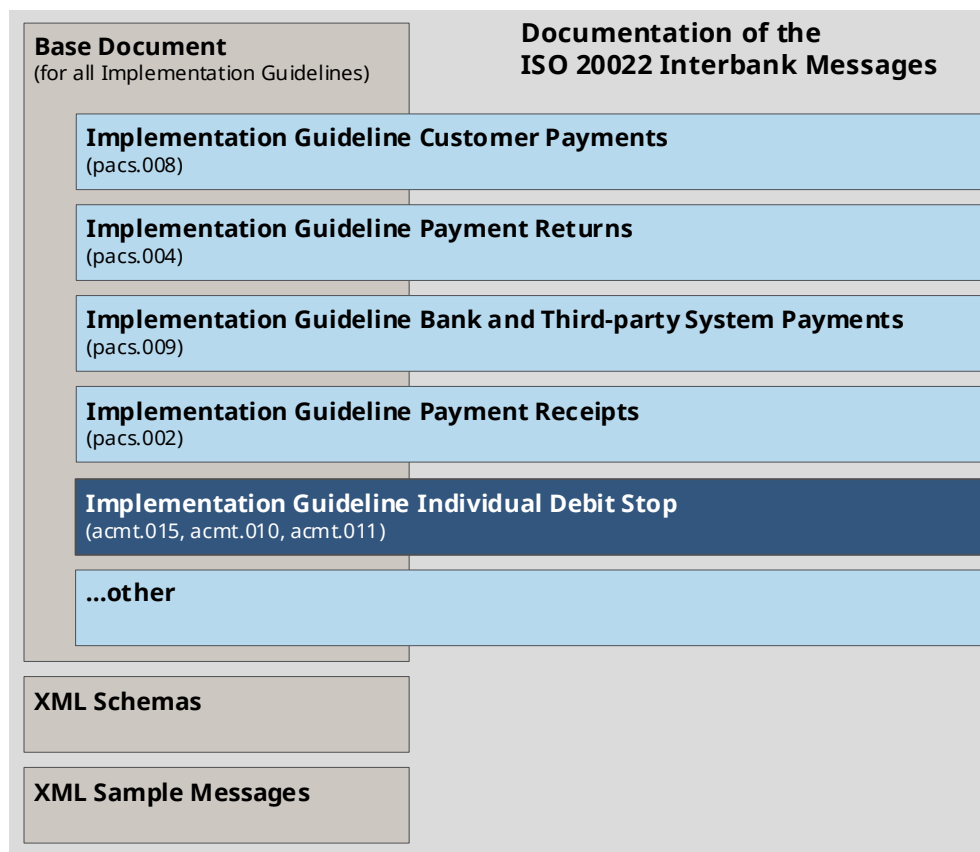 Base Document
(for all Implementation Guidelines)
Documentation of the
ISO 20022 Interbank Messages
Implementation Guideline Customer Payments
(pacs.008)
Implementation Guideline Payment Returns
(pacs.004)
Implementation Guideline Bank and Third-party System Payments
(pacs.009)
Implementation Guideline Payment Receipts
(pacs.002)
Implementation Guideline Individual Debit Stop
(acmt.015, acmt.010, acmt.011)
...other
XML Schemas
XML Sample Messages